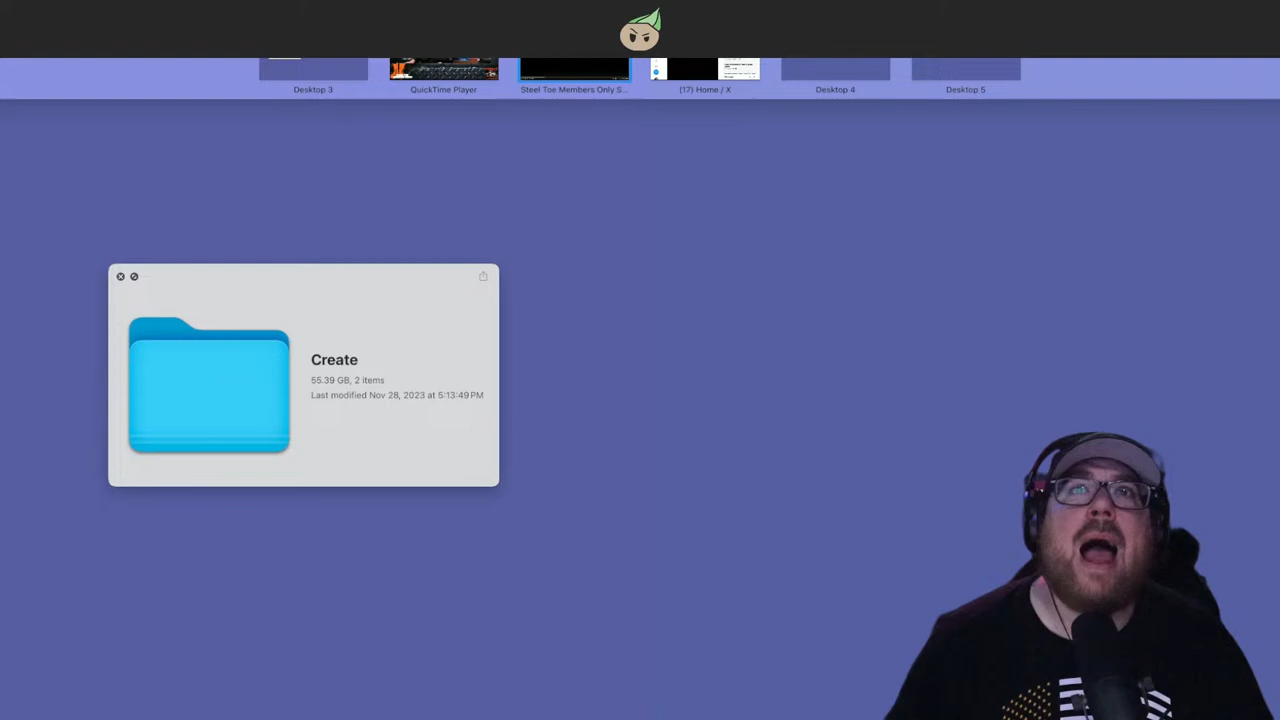 Desktop 3
QuickTime Player
Steel Toe Members Only S...
(17) Home / X
Desktop 4
Desktop 5
Create
55.39 GB, 2 items
Last modified Nov 28, 2023 at 5:13:49 PM